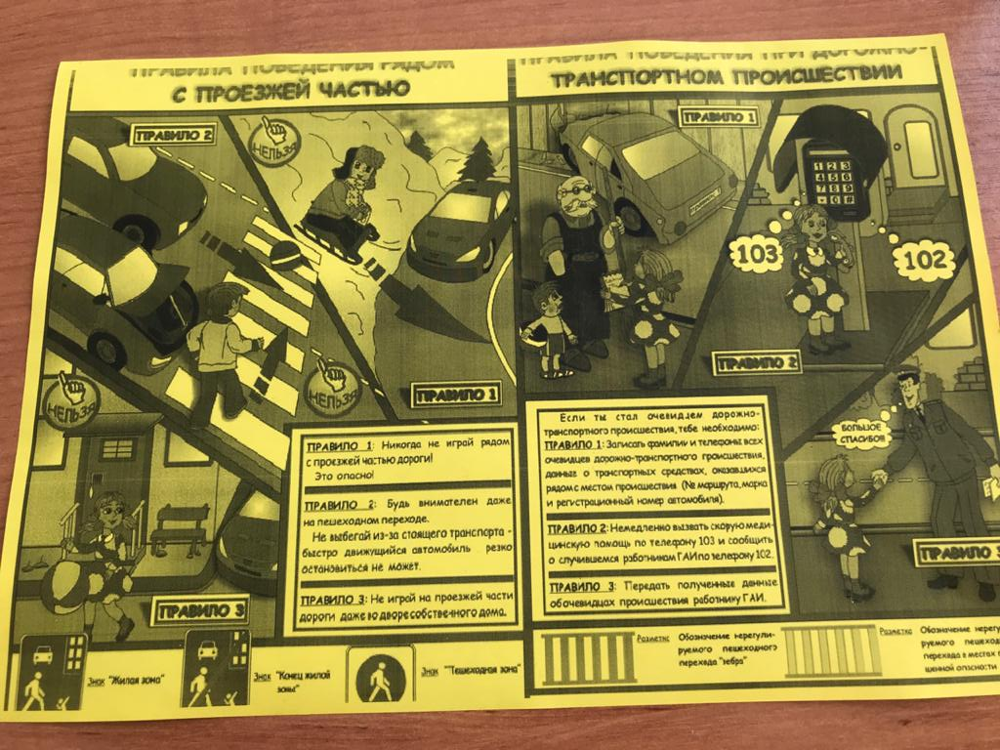 ПРАВИЛА ПОВЕДЕНИЯ РЯДОМ
С ПРОЕЗЖЕЙ ЧАСТЬЮ
ПРАВИЛО 2
НЕЛЬЗЯ
НЕЛЬЗЯ
НЕЛЬЗЯ
ПРАВИЛО 1
ПРАВИЛО 3
ПРАВИЛО 1: Никогда не играй рядом
с проезжей частью дороги!
Это опасно!
ПРАВИЛО 2: Будь внимателен даже
на пешеходном переходе.
Не выбегай из-за стоящего транспорта -
быстро движущийся автомобиль резко
остановиться не может.
ПРАВИЛО 3: Не играй на проезжей части
дороги даже во дворе собственного дома.
Знак "Жилая зона"
Знак "Конец жилой
зоны"
Знак "Пешеходная зона"
ПРАВИЛА ПОВЕДЕНИЯ ПРИ ДОРОЖНО-
ТРАНСПОРТНОМ ПРОИСШЕСТВИИ
ПРАВИЛО 1
1 2 3
4 5 6
7 8 9
* 0 #
103
102
ПРАВИЛО 2
БОЛЬШОЕ
СПАСИБО!!!
ПРАВИЛО 3
Если ты стал очевидцем дорожно-
транспортного происшествия, тебе необходимо:
ПРАВИЛО 1: Записать фамилии и телефоны всех
очевидцев дорожно-транспортного происшествия,
данные о транспортных средствах, оказавшихся
рядом с местом происшествия (№ маршрута, марка
и регистрационный номер автомобиля).
ПРАВИЛО 2: Немедленно вызвать скорую меди-
цинскую помощь по телефону 103 и сообщить
о случившемся работникам ГАИ по телефону 102.
ПРАВИЛО 3: Передать полученные данные
об очевидцах происшествия работнику ГАИ.
Разметка
Обозначение нерегули-
руемого пешеходного
перехода "зебра"
Разметка
Обозначение нерегу
руемого пешеход
перехода в местах п
шенной опасности